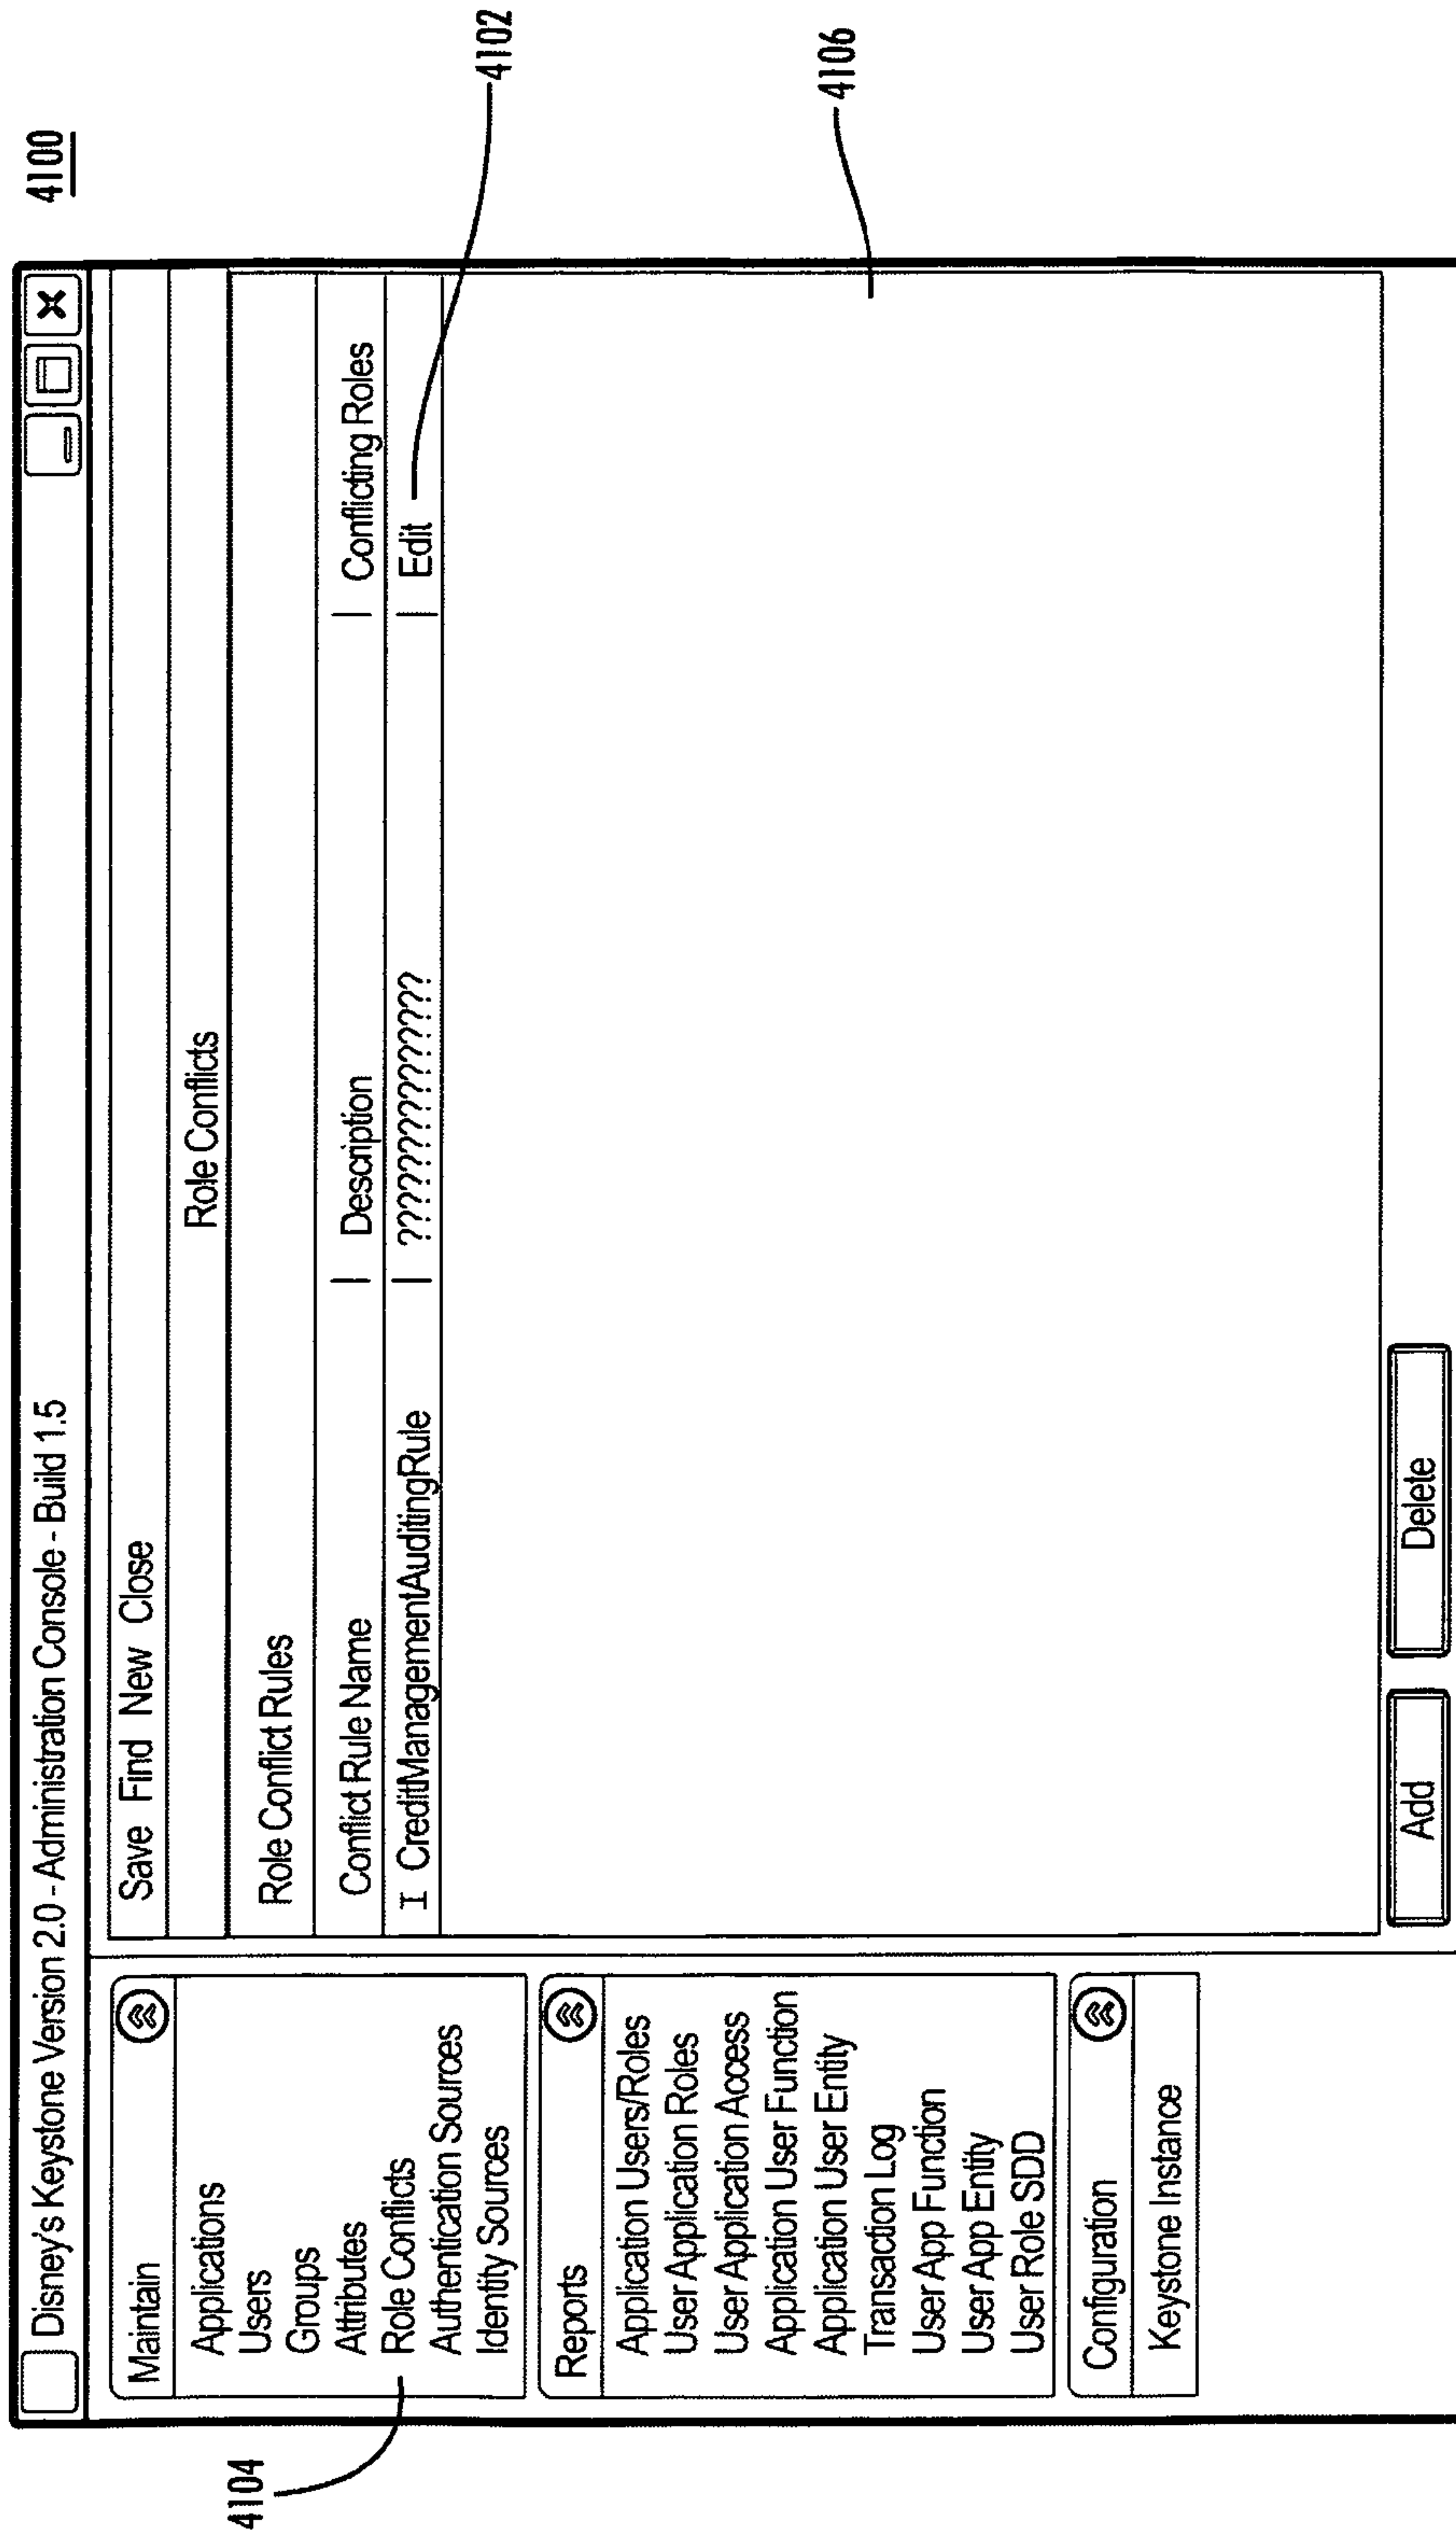 4100
Disney's Keystone Version 2.0 - Administration Console - Build 1.5
Maintain
Applications
Users
Groups
Attributes
Role Conflicts
Authentication Sources
Identity Sources
4104
Reports
Application Users/Roles
User Application Roles
User Application Access
Application User Function
Application User Entity
Transaction Log
User App Function
User App Entity
User Role SDD
Configuration
Keystone Instance
Save Find New Close
Role Conflicts
Role Conflict Rules
Conflict Rule Name | Description | Conflicting Roles
I CreditManagementAuditingRule | ????????????????? | Edit
4102
4106
Add Delete